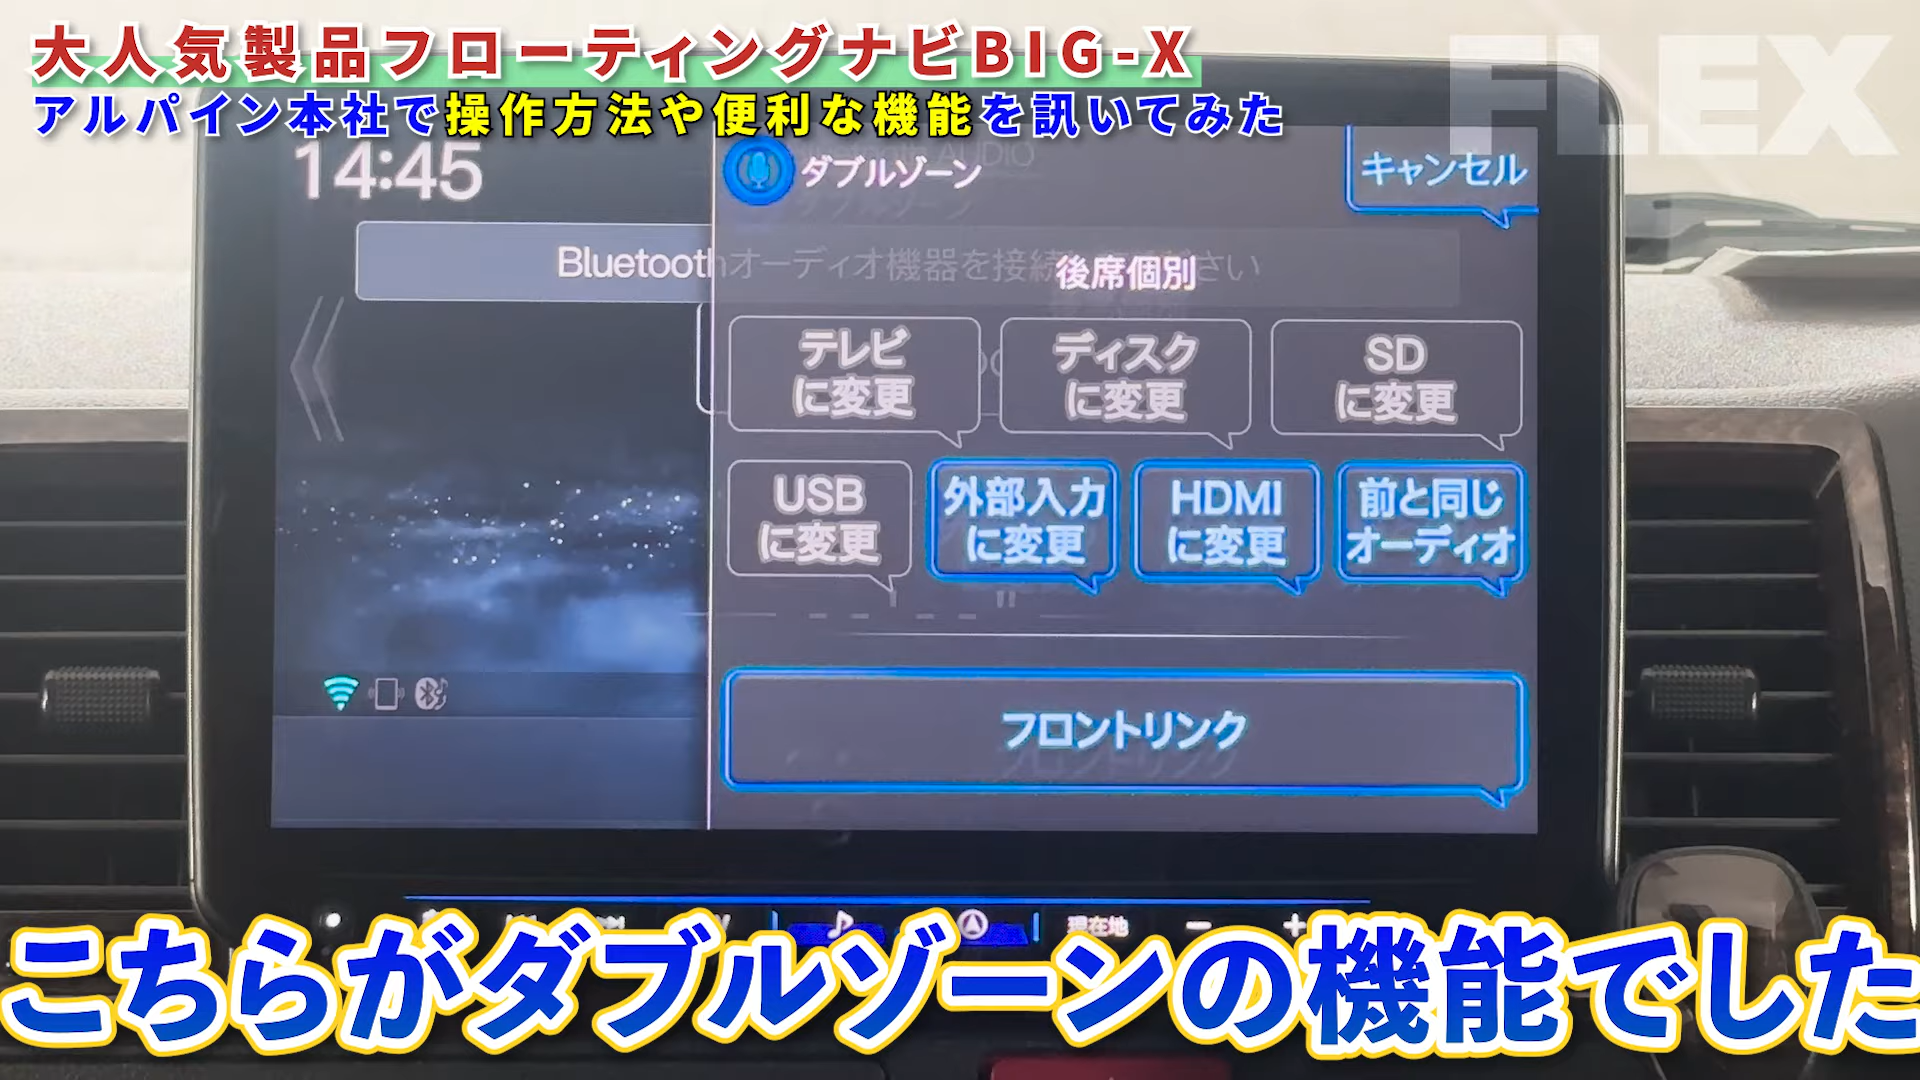 大人気製品フローティングナビBIG-X
アルパイン本社で操作方法や便利な機能を訊いてみた
FLEX
14:45
ダブルゾーン
キャンセル
Bluetoothオーディオ機器を接続
後席個別
テレビ
に変更
ディスク
に変更
SD
に変更
USB
に変更
外部入力
に変更
HDMI
に変更
前と同じ
オーディオ
フロントリンク
現在地
こちらがダブルゾーンの機能でした